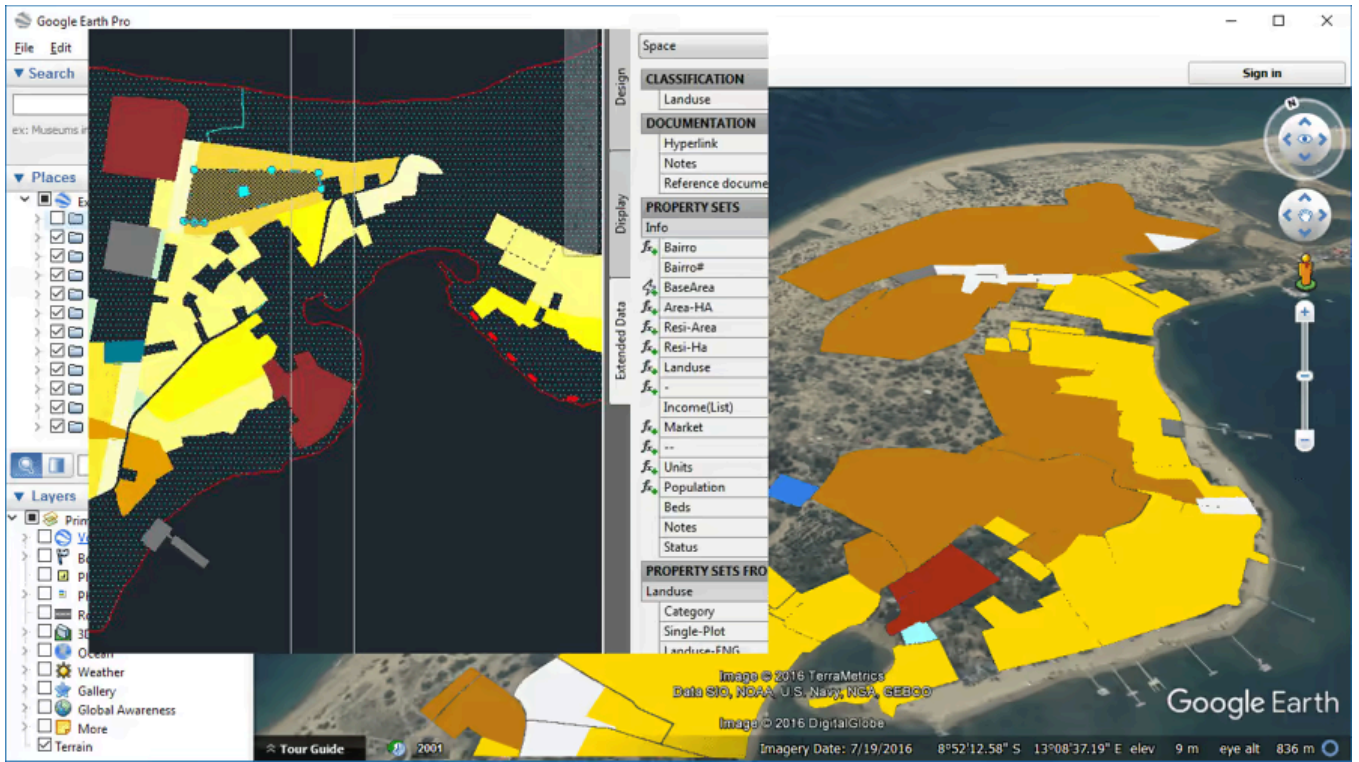 Google Earth Pro
File Edit
Search
ex: Museums in
Places
Layers
Weather
Gallery
Global Awareness
More
Terrain
Design
Display
Extended Data
Space
CLASSIFICATION
Landuse
DOCUMENTATION
Hyperlink
Notes
Reference docume
PROPERTY SETS
Info
Bairro
Bairro#
BaseArea
Area-HA
Resi-Area
Resi-Ha
Landuse
-
Income(List)
Market
--
Units
Population
Beds
Notes
Status
PROPERTY SETS FRO
Landuse
Category
Single-Plot
Landuse-ENG
Sign in
N
Image © 2016 TerraMetrics
Data SIO, NOAA, U.S. Navy, NGA, GEBCO
Image © 2016 DigitalGlobe
Google Earth
Tour Guide
2001
Imagery Date: 7/19/2016 8°52'12.58" S 13°08'37.19" E elev 9 m eye alt 836 m